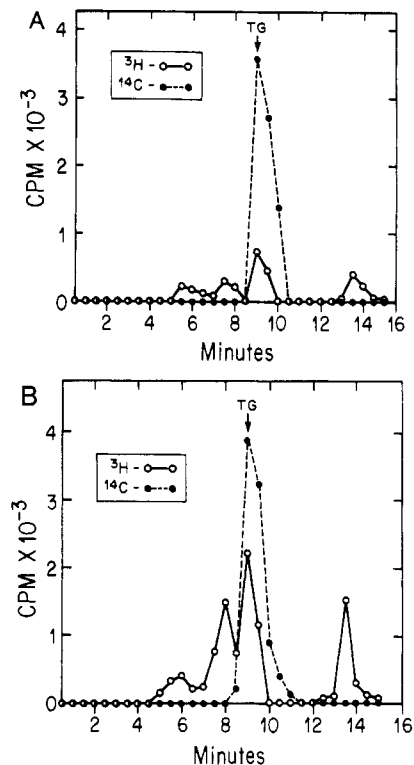 A
TG
³H - o—o
¹⁴C - •--•
CPM X 10⁻³
4
3
2
1
0
2 4 6 8 10 12 14 16
Minutes
B
TG
³H - o—o
¹⁴C - •--•
CPM X 10⁻³
4
3
2
1
0
2 4 6 8 10 12 14 16
Minutes